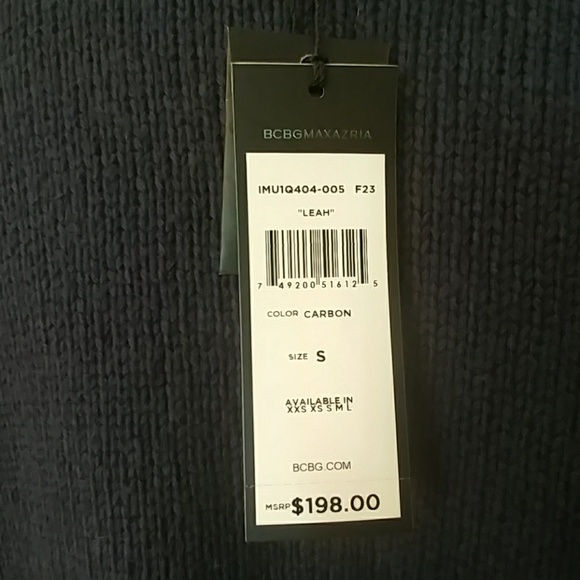 BCBGMAXAZRIA
IMU1Q404-005 F23
"LEAH"
7 49200 51612 5
COLOR CARBON
SIZE S
AVAILABLE IN
XXS XS S M L
BCBG.COM
MSRP $198.00